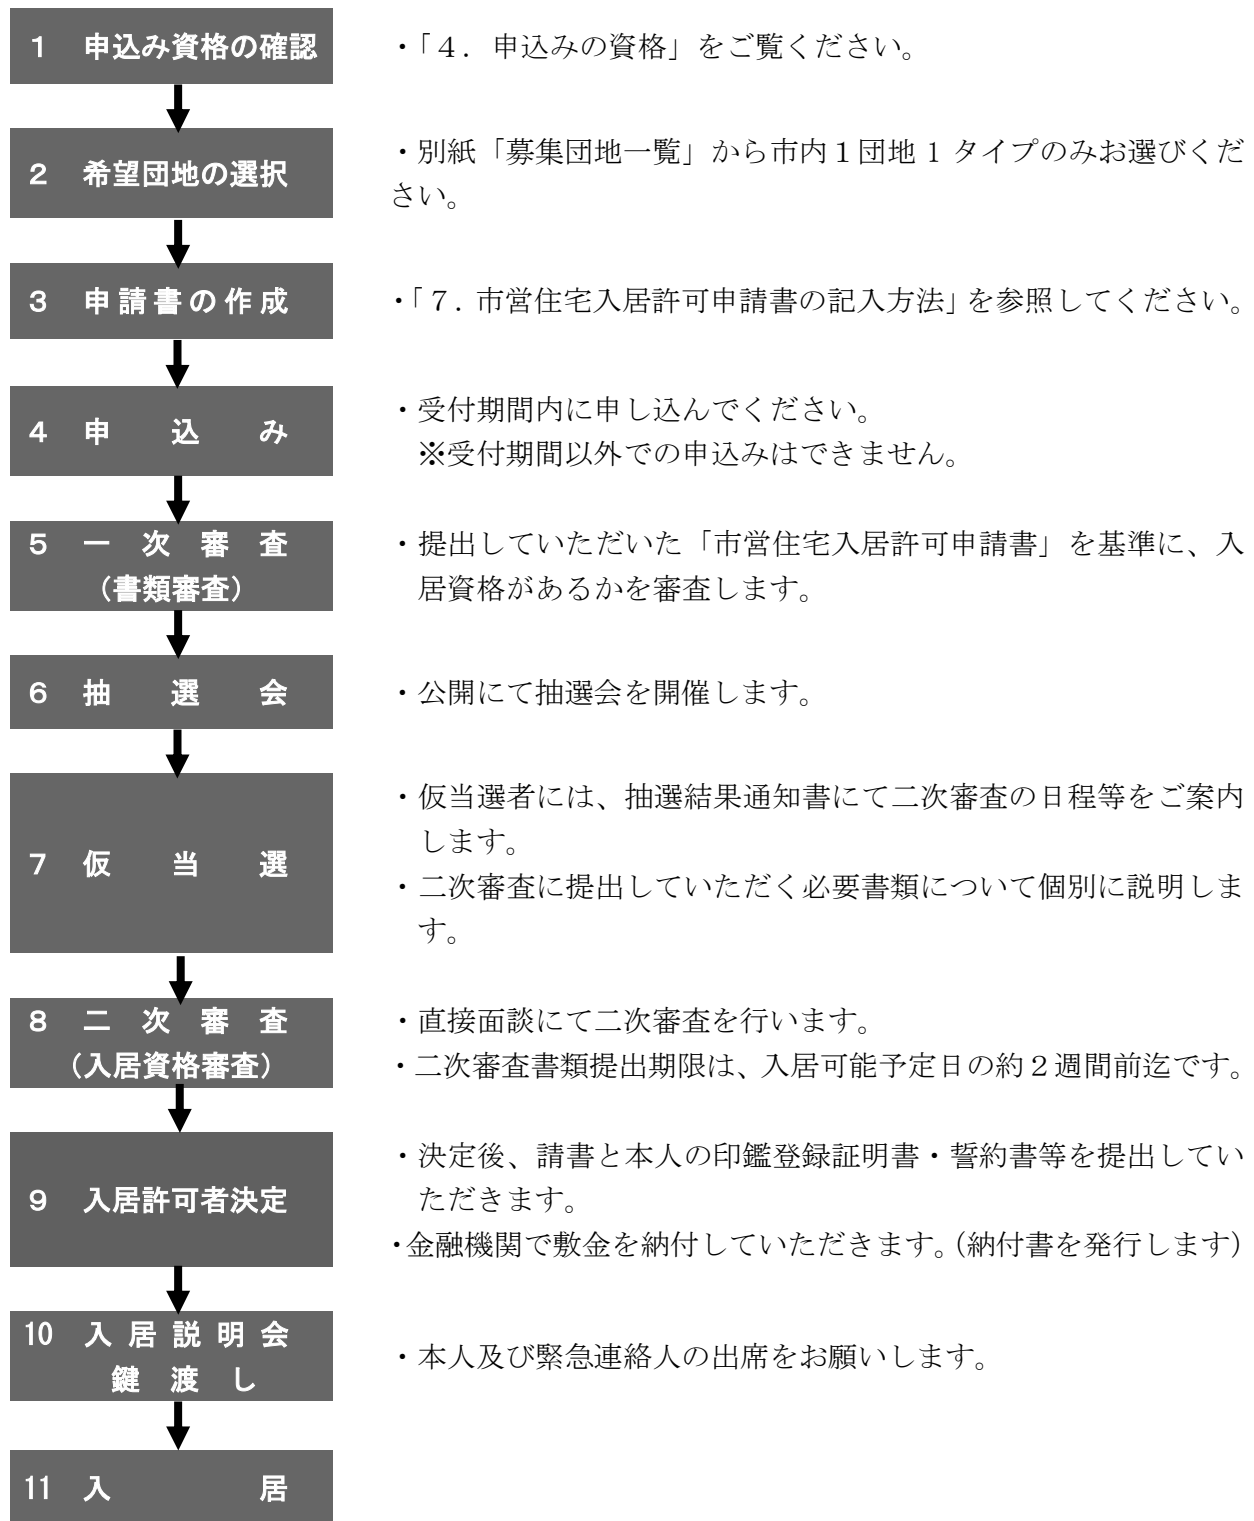 1 申込み資格の確認
・「4．申込みの資格」をご覧ください。
2 希望団地の選択
・別紙「募集団地一覧」から市内1団地1タイプのみお選びくだ
さい。
3 申請書の作成
・「7．市営住宅入居許可申請書の記入方法」を参照してください。
4 申込み
・受付期間内に申し込んでください。
※受付期間以外での申込みはできません。
5 一次審査
（書類審査）
・提出していただいた「市営住宅入居許可申請書」を基準に、入
居資格があるかを審査します。
6 抽選会
・公開にて抽選会を開催します。
7 仮当選
・仮当選者には、抽選結果通知書にて二次審査の日程等をご案内
します。
・二次審査に提出していただく必要書類について個別に説明しま
す。
8 二次審査
（入居資格審査）
・直接面談にて二次審査を行います。
・二次審査書類提出期限は、入居可能予定日の約2週間前迄です。
9 入居許可者決定
・決定後、請書と本人の印鑑登録証明書・誓約書等を提出してい
ただきます。
・金融機関で敷金を納付していただきます。（納付書を発行します）
10 入居説明会
鍵渡し
・本人及び緊急連絡人の出席をお願いします。
11 入居